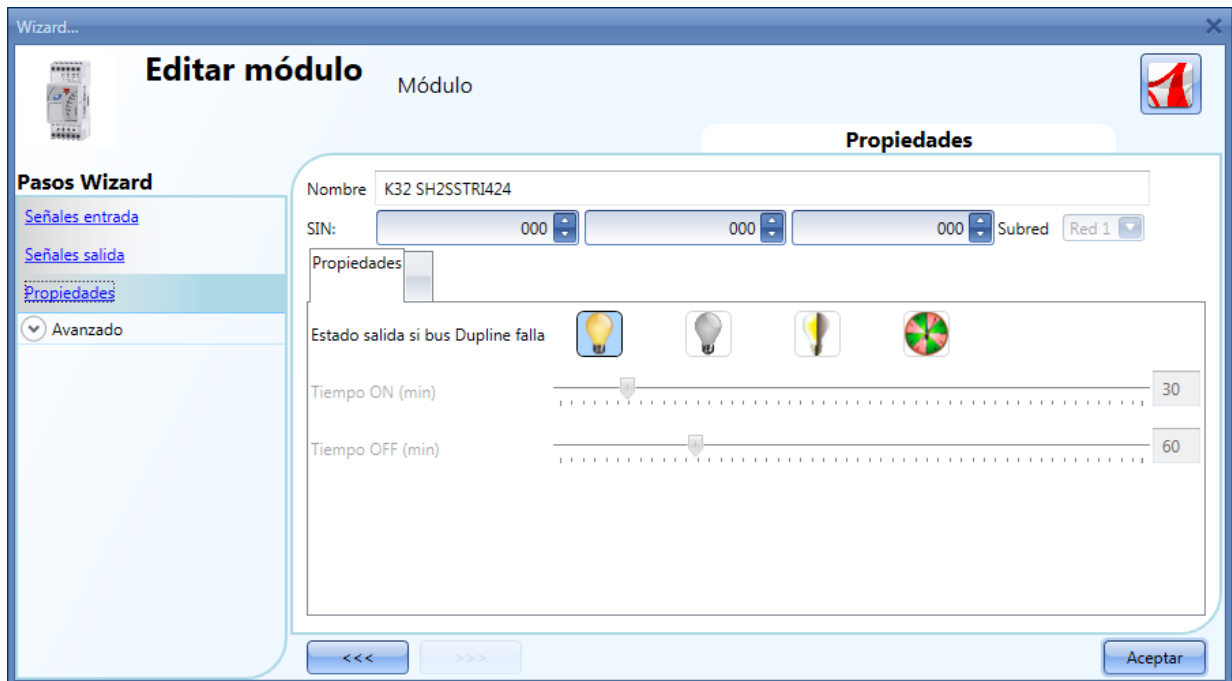 Wizard...
Editar módulo
Módulo
Propiedades
Pasos Wizard
Señales entrada
Señales salida
Propiedades
Avanzado
Nombre K32 SH2SSTRI424
SIN: 000 000 000 Subred Red 1
Propiedades
Estado salida si bus Dupline falla
Tiempo ON (min) 30
Tiempo OFF (min) 60
<<< >>> Aceptar